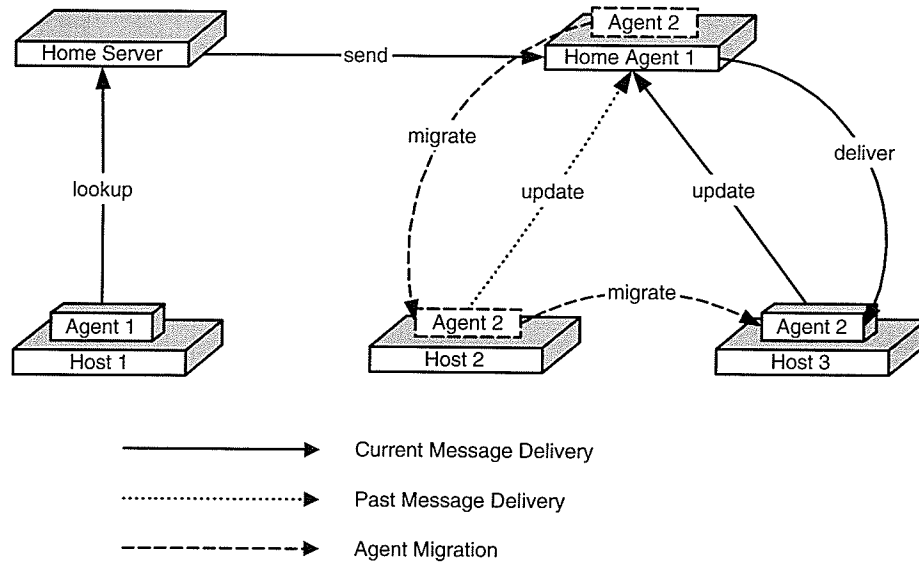 Agent 2
Home Server
send
Home Agent 1
migrate
deliver
lookup
update
update
migrate
Agent 1
Agent 2
Agent 2
Host 1
Host 2
Host 3
Current Message Delivery
Past Message Delivery
Agent Migration